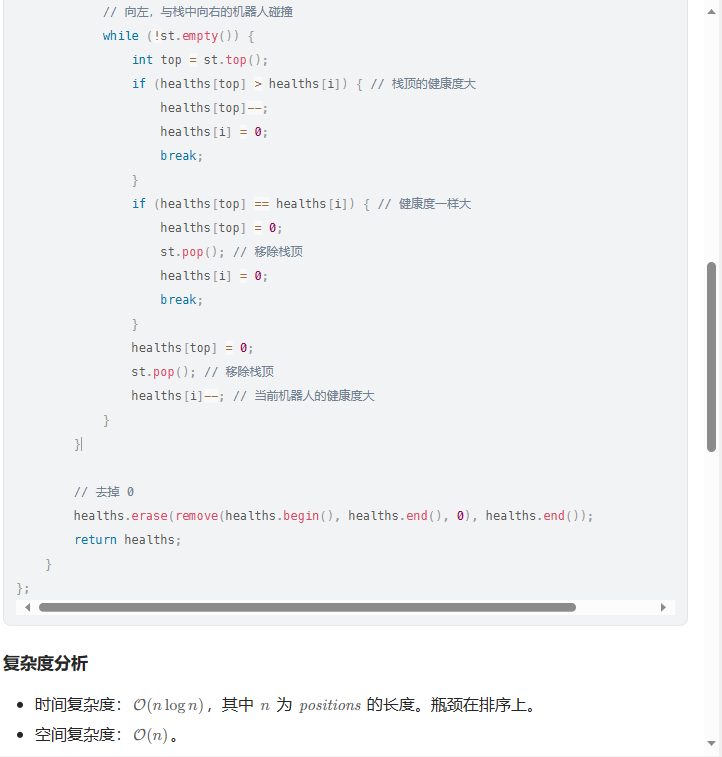 // 向左，与栈中向右的机器人碰撞
while (!st.empty()) {
int top = st.top();
if (healths[top] > healths[i]) { // 栈顶的健康度大
healths[top]--;
healths[i] = 0;
break;
}
if (healths[top] == healths[i]) { // 健康度一样大
healths[top] = 0;
st.pop(); // 移除栈顶
healths[i] = 0;
break;
}
healths[top] = 0;
st.pop(); // 移除栈顶
healths[i]--; // 当前机器人的健康度大
}
}
// 去掉 0
healths.erase(remove(healths.begin(), healths.end(), 0), healths.end());
return healths;
}
};
复杂度分析
• 时间复杂度：O(n log n)，其中 n 为 positions 的长度。瓶颈在排序上。
• 空间复杂度：O(n)。